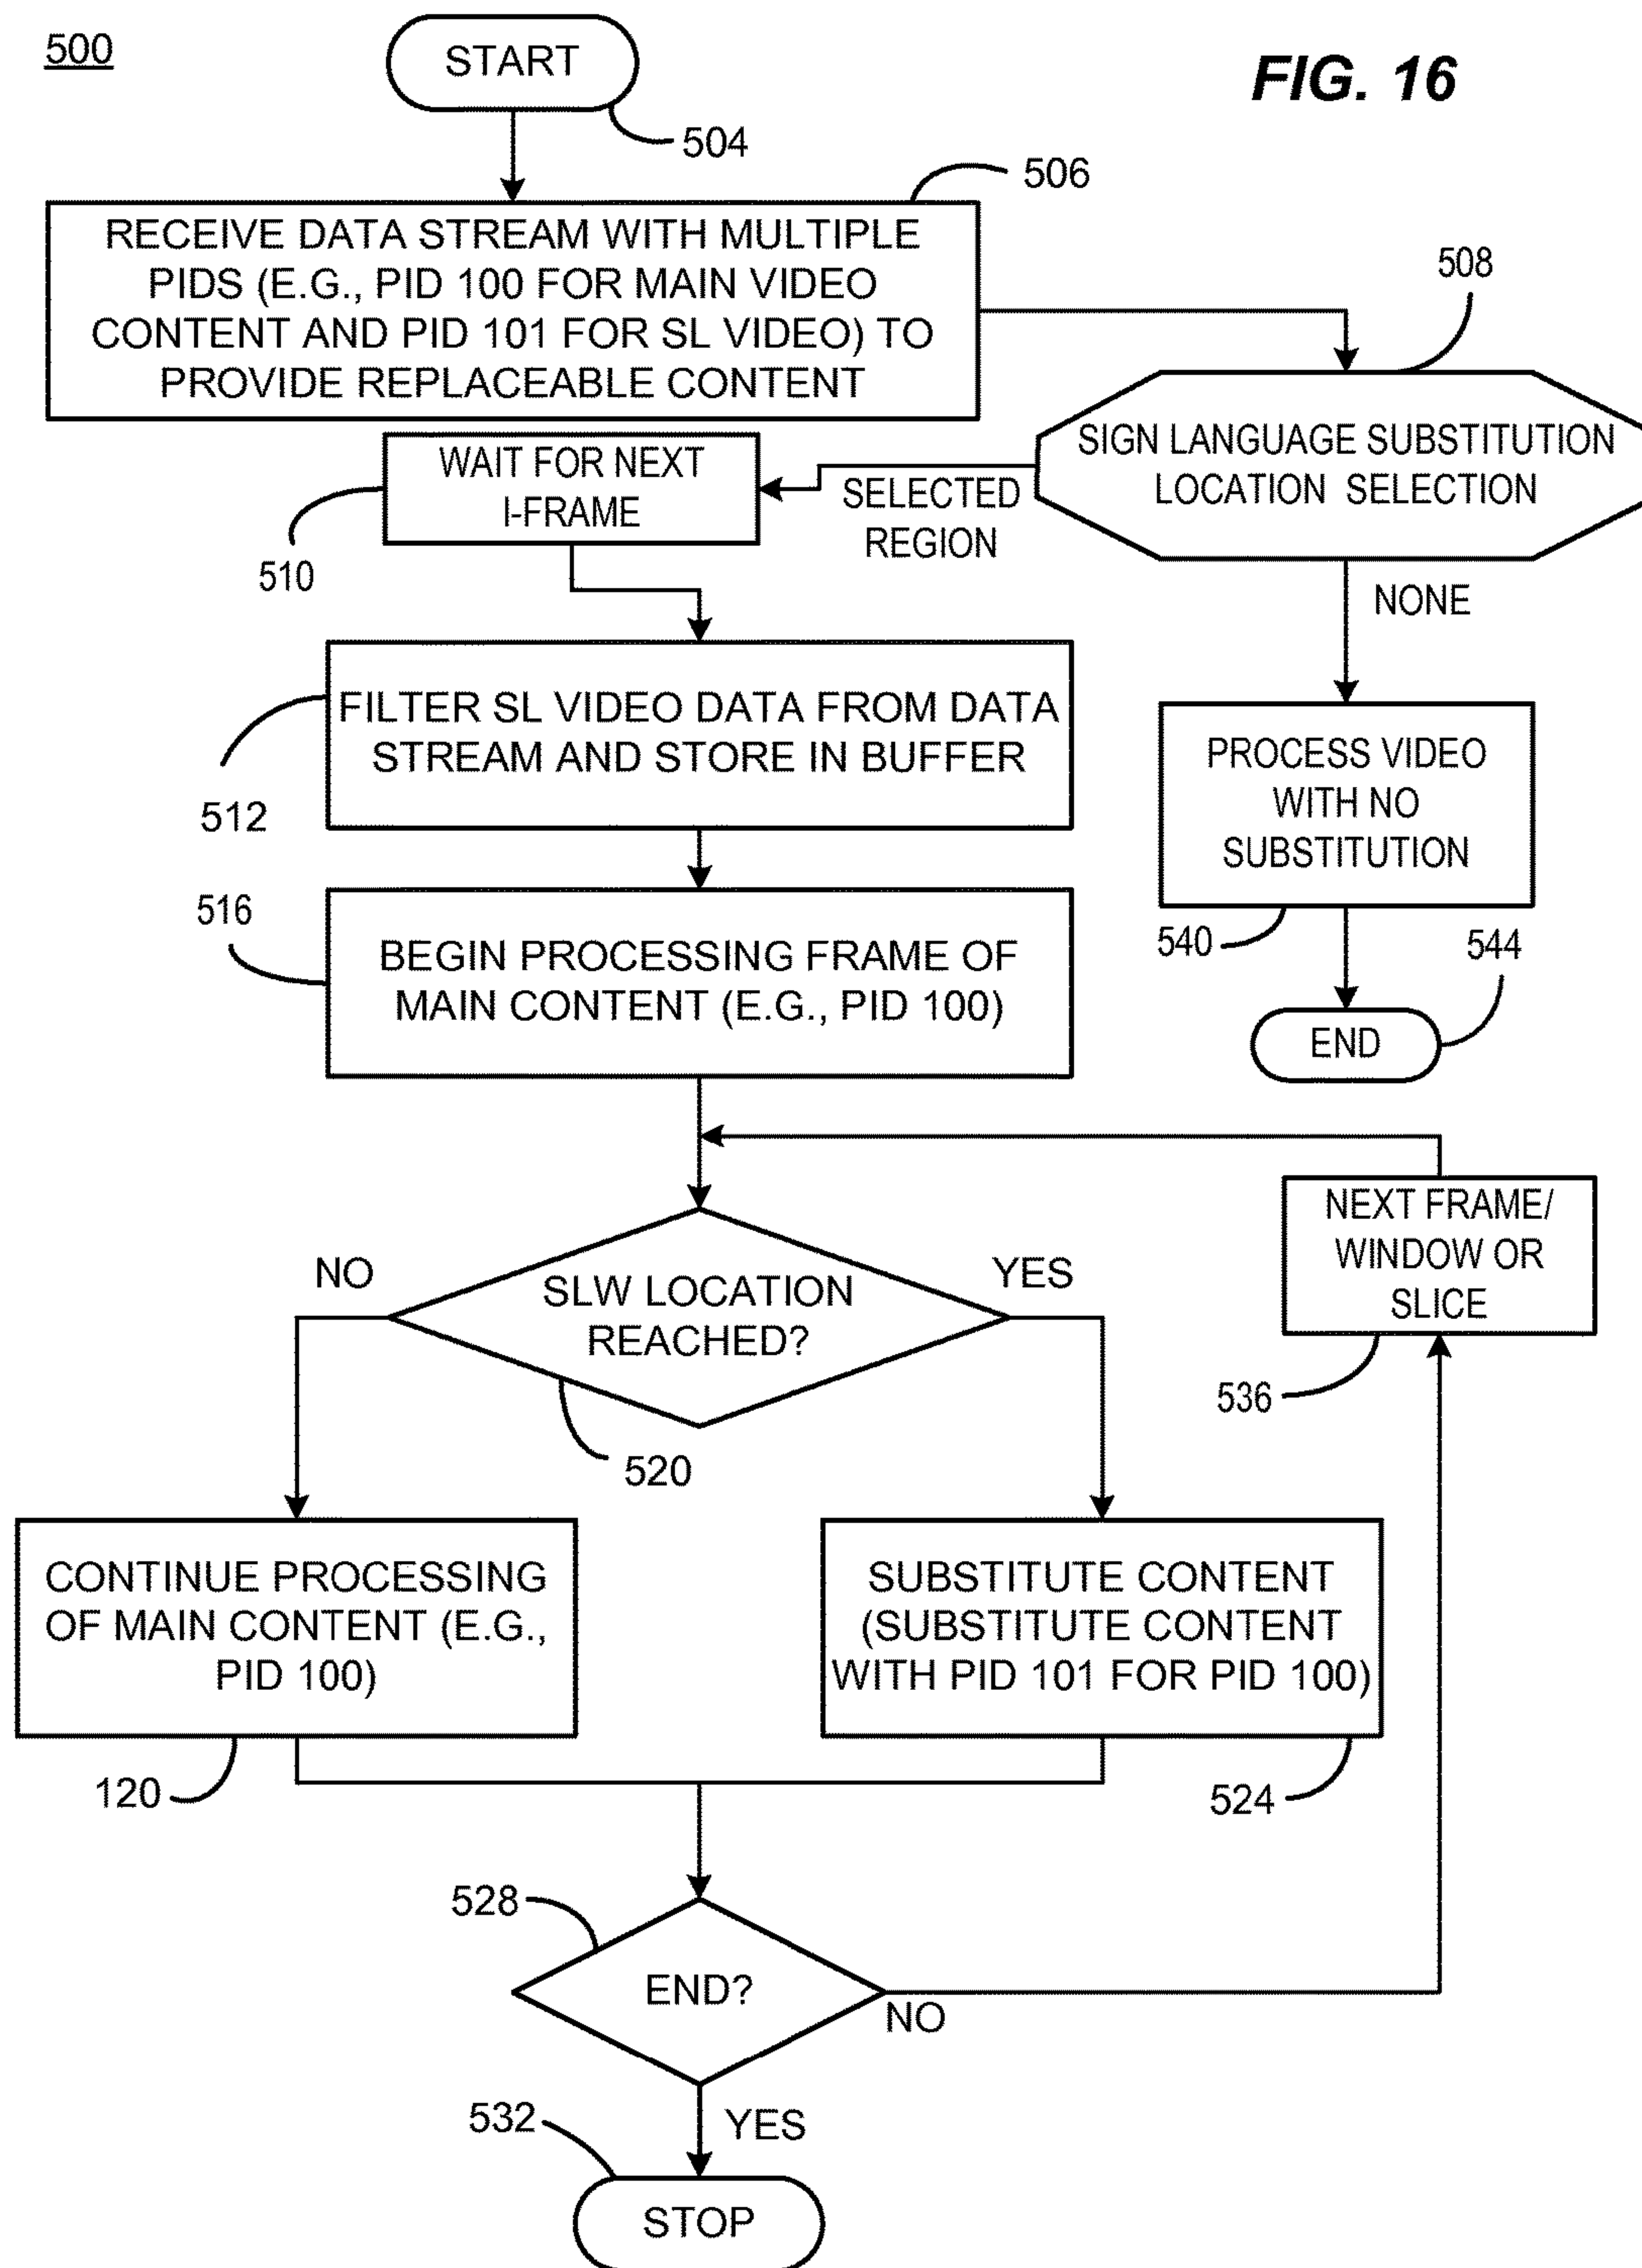 500
START
FIG. 16
504
506
RECEIVE DATA STREAM WITH MULTIPLE
PIDS (E.G., PID 100 FOR MAIN VIDEO
CONTENT AND PID 101 FOR SL VIDEO) TO
PROVIDE REPLACEABLE CONTENT
508
SIGN LANGUAGE SUBSTITUTION
LOCATION SELECTION
WAIT FOR NEXT
I-FRAME
SELECTED
REGION
510
NONE
FILTER SL VIDEO DATA FROM DATA
STREAM AND STORE IN BUFFER
512
PROCESS VIDEO
WITH NO
SUBSTITUTION
516
BEGIN PROCESSING FRAME OF
MAIN CONTENT (E.G., PID 100)
540
544
END
NEXT FRAME/
WINDOW OR
SLICE
NO
YES
SLW LOCATION
REACHED?
536
520
CONTINUE PROCESSING
OF MAIN CONTENT (E.G.,
PID 100)
SUBSTITUTE CONTENT
(SUBSTITUTE CONTENT
WITH PID 101 FOR PID 100)
120
524
528
END?
NO
532
YES
STOP